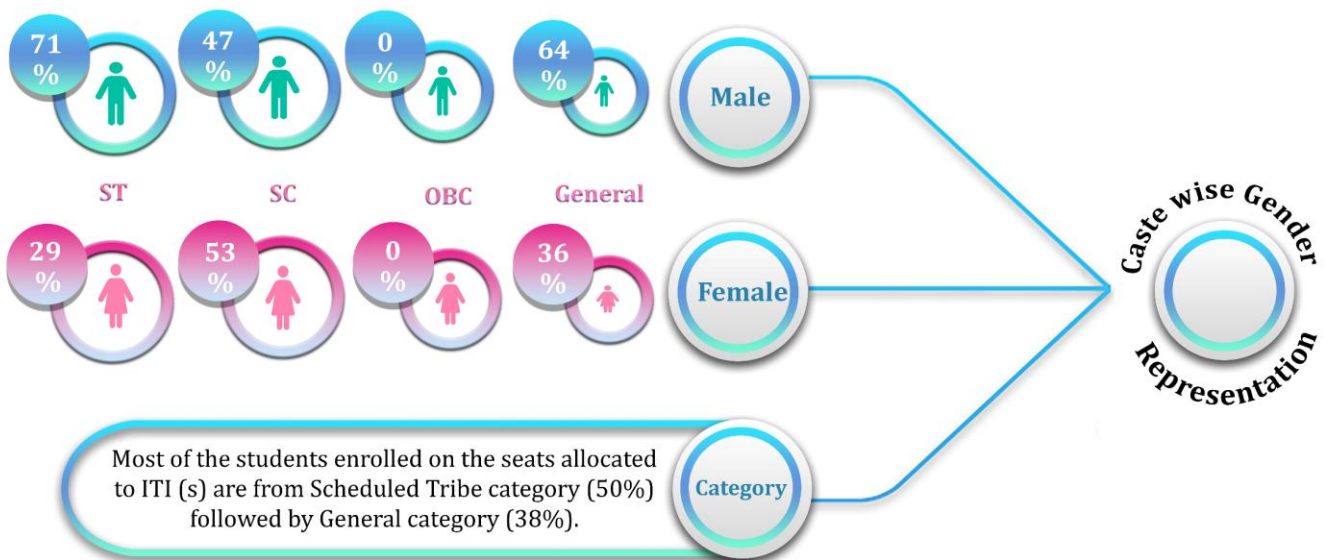 71 %
47 %
0 %
64 %
Male
ST
SC
OBC
General
29 %
53 %
0 %
36 %
Female
Caste wise Gender
Representation
Most of the students enrolled on the seats allocated
to ITI (s) are from Scheduled Tribe category (50%)
followed by General category (38%).
Category